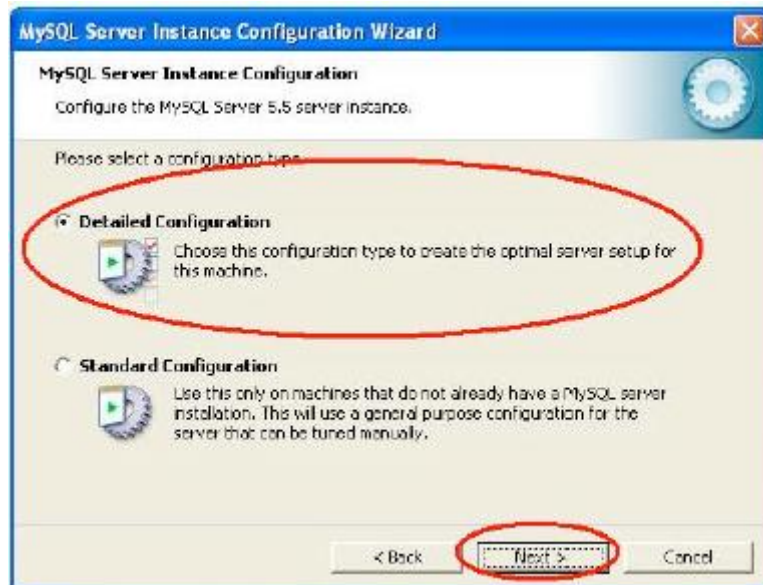 MySQL Server Instance Configuration Wizard
MySQL Server Instance Configuration
Configure the MySQL Server 5.5 server instance.
Please select a configuration type.
Detailed Configuration
Choose this configuration type to create the optimal server setup for
this machine.
Standard Configuration
Use this only on machines that do not already have a MySQL server
installation. This will use a general purpose configuration for the
server that can be tuned manually.
< Back Next > Cancel